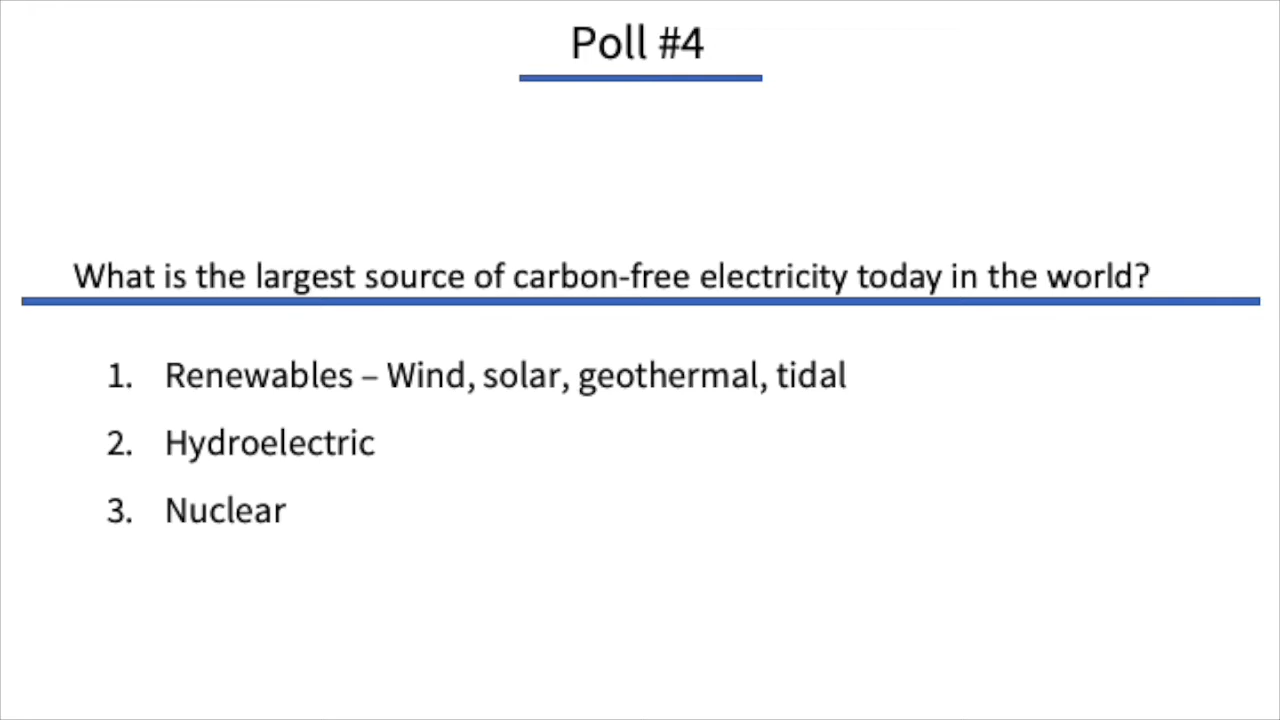 Poll #4
What is the largest source of carbon-free electricity today in the world?
1. Renewables – Wind, solar, geothermal, tidal
2. Hydroelectric
3. Nuclear